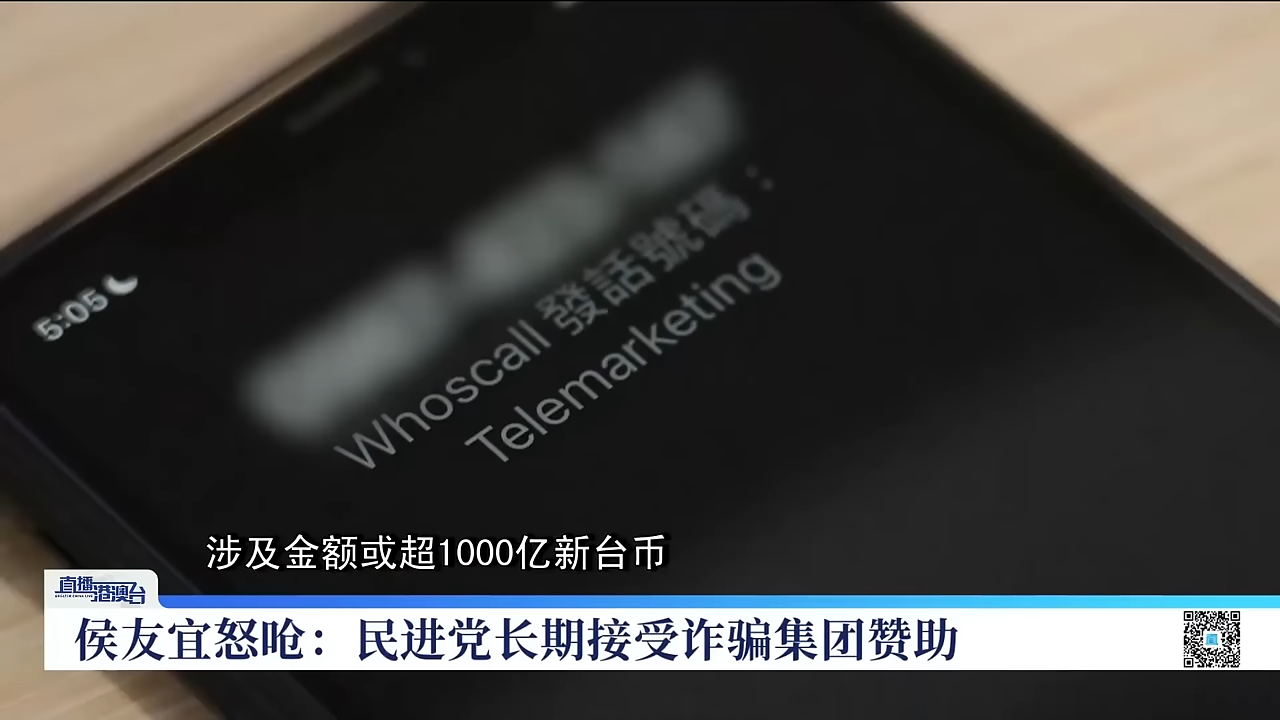 5:05
Whoscall 發話號碼：
Telemarketing
涉及金额或超1000亿新台币
直播港澳台
侯友宜怒呛：民进党长期接受诈骗集团赞助